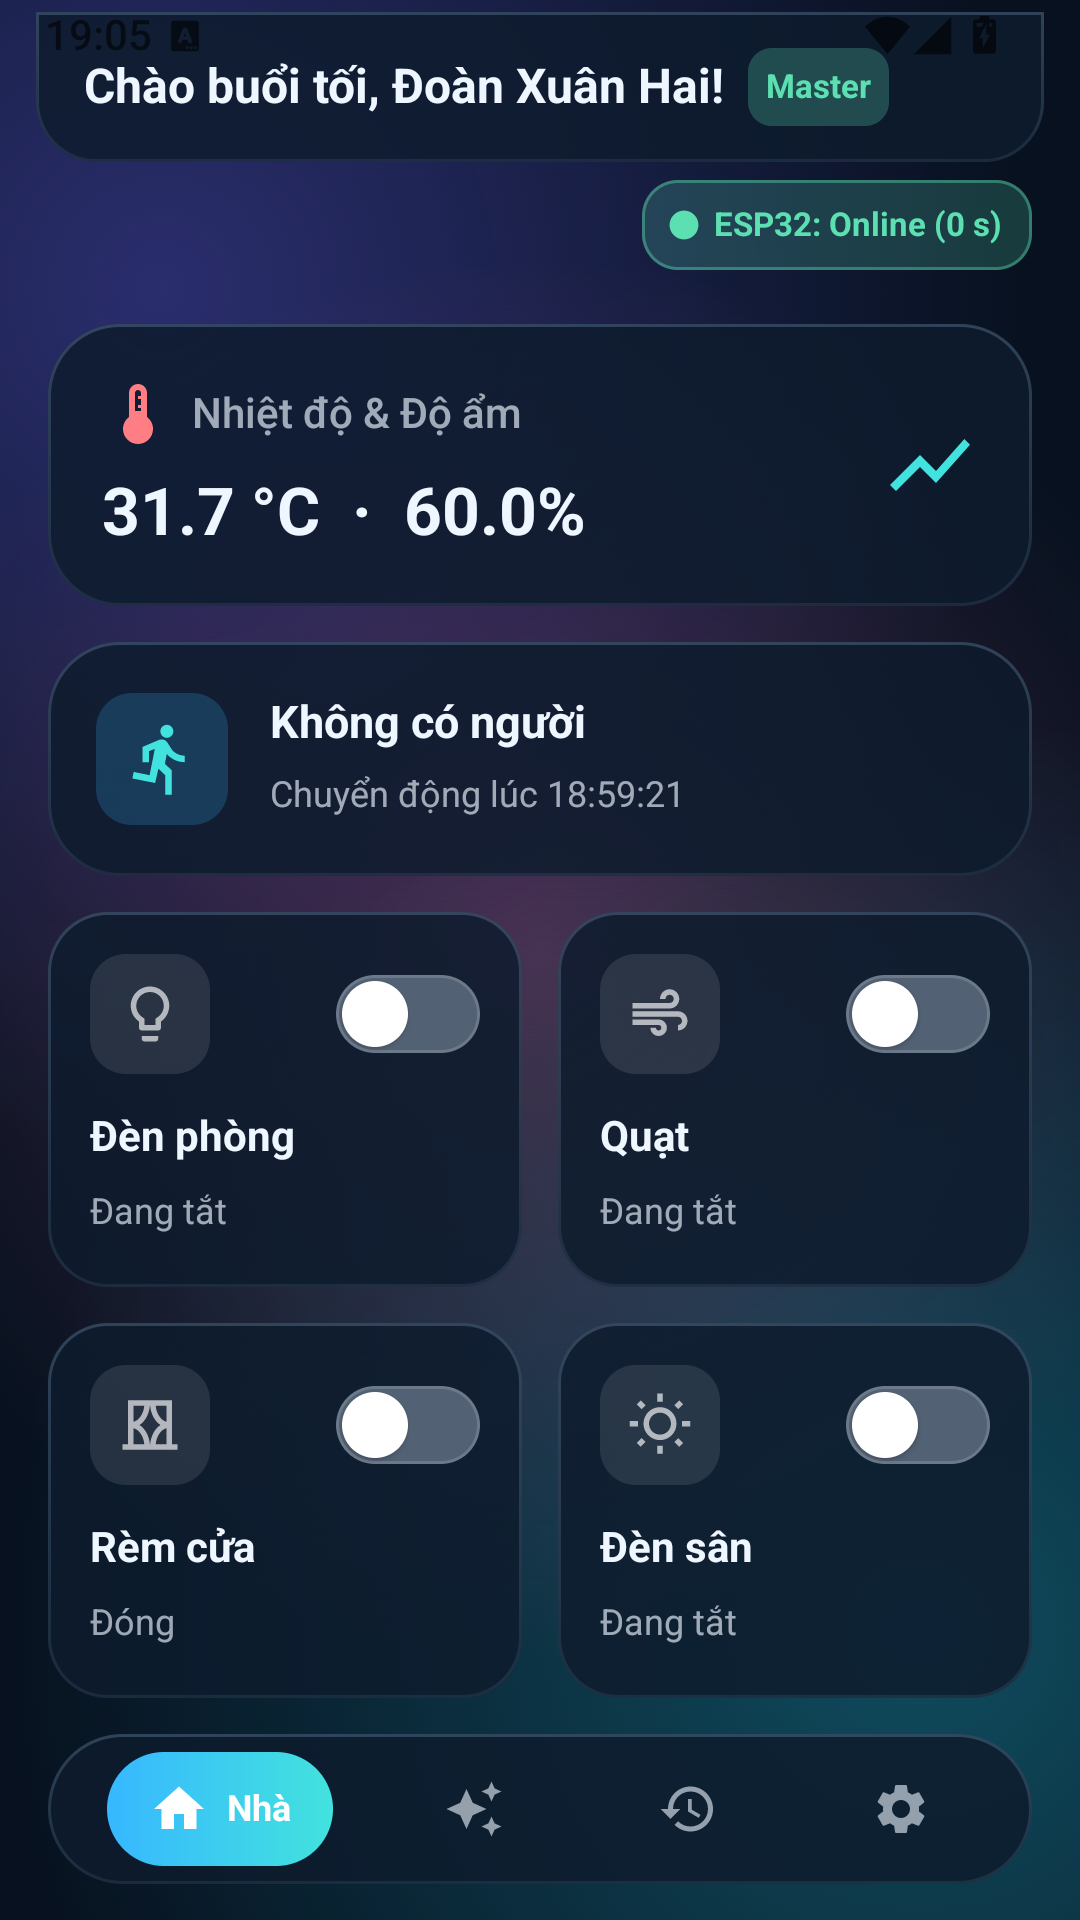 19:05
Chào buổi tối, Đoàn Xuân Hai! Master
ESP32: Online (0 s)
Nhiệt độ & Độ ẩm
31.7 °C · 60.0%
Không có người
Chuyển động lúc 18:59:21
Đèn phòng
Đang tắt
Quạt
Đang tắt
Rèm cửa
Đóng
Đèn sân
Đang tắt
Nhà